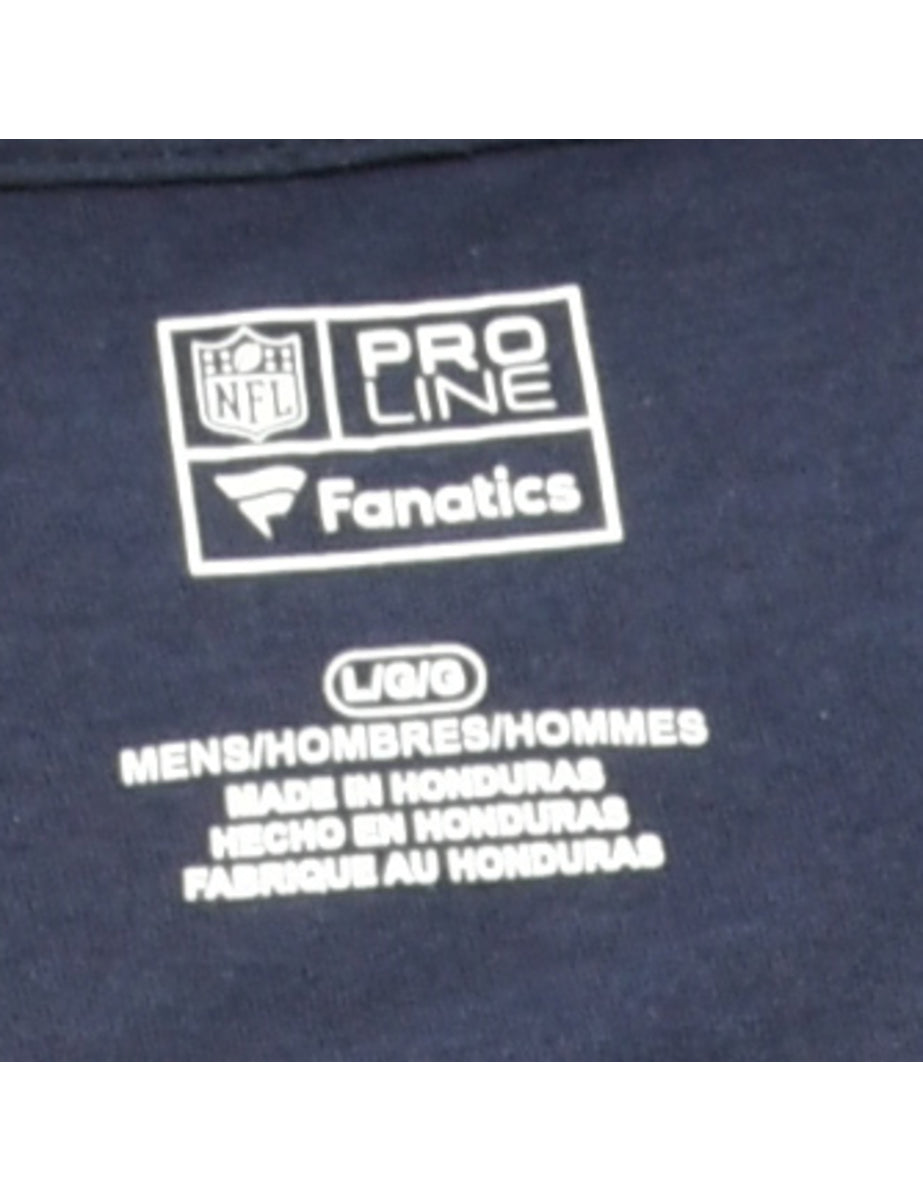 NFL
PRO
LINE
Fanatics
L/G/G
MENS/HOMBRES/HOMMES
MADE IN HONDURAS
HECHO EN HONDURAS
FABRIQUE AU HONDURAS